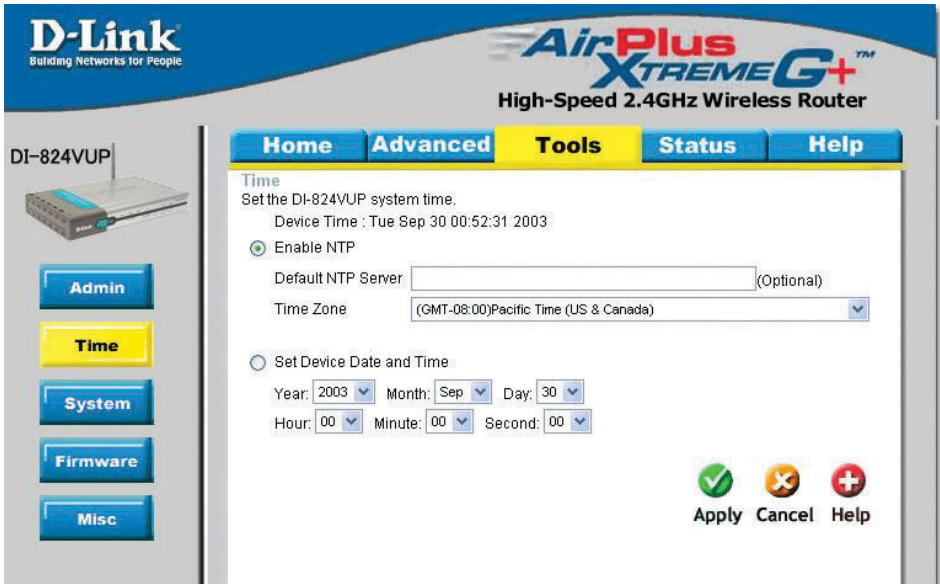 D-Link
Building Networks for People
AirPlus
XTREME G+™
High-Speed 2.4GHz Wireless Router
DI-824VUP
Home Advanced Tools Status Help
Time
Set the DI-824VUP system time.
Device Time : Tue Sep 30 00:52:31 2003
Enable NTP
Default NTP Server (Optional)
Time Zone (GMT-08:00)Pacific Time (US & Canada)
Set Device Date and Time
Year: 2003 Month: Sep Day: 30
Hour: 00 Minute: 00 Second: 00
Apply Cancel Help
Admin
Time
System
Firmware
Misc